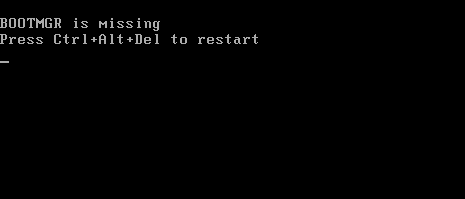 BOOTMGR is missing
Press Ctrl+Alt+Del to restart